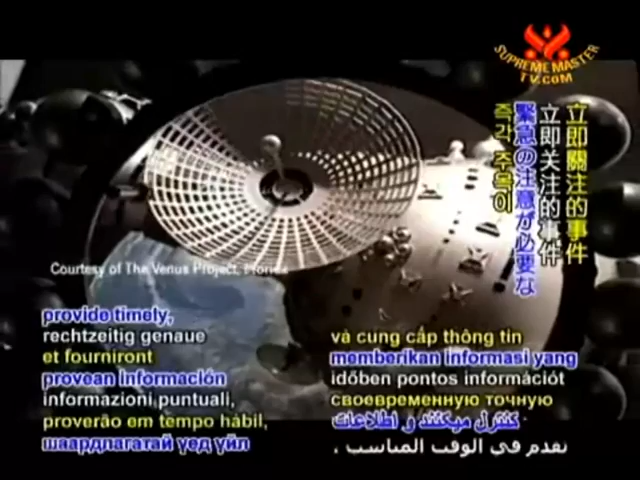 SUPREME MASTER
TV.COM
立即關注的事件
立即关注的事件
緊急の注意が必要な
즉각 주목이
Courtesy of The Venus Project, Florida
provide timely,
rechtzeitig genaue
et fourniront
provean información
informazioni puntuali,
proverão em tempo hábil,
шаардлагатай үед үйл
và cung cấp thông tin
memberikan informasi yang
időben pontos információt
своевременную точную
کنترل میکنند و اطلاعات
تقدم في الوقت المناسب ،